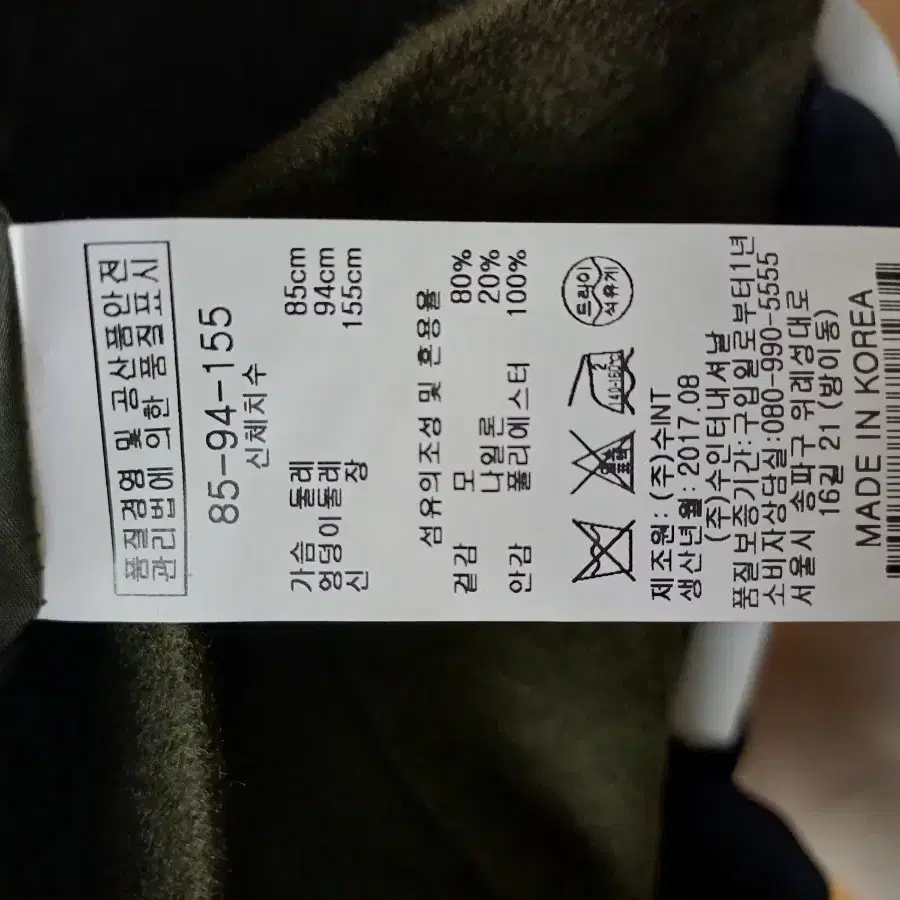 품질경영 및 공산품안전
관리법에 의한 품질표시
85-94-155
신체치수
가슴 둘레 85cm
엉덩이둘레 94cm
신 장 155cm
섬유의조성 및 혼용율
겉감 모 80%
나일론 20%
안감 폴리에스터 100%
드라이
석유계
2
140-160℃
제조원:(주)수INT
생산년월:2017.08
(주)수인터내셔날
품질보증기간:구입일로부터1년
소비자상담실:080-990-5555
서울시 송파구 위례성대로
16길 21 (방이동)
MADE IN KOREA